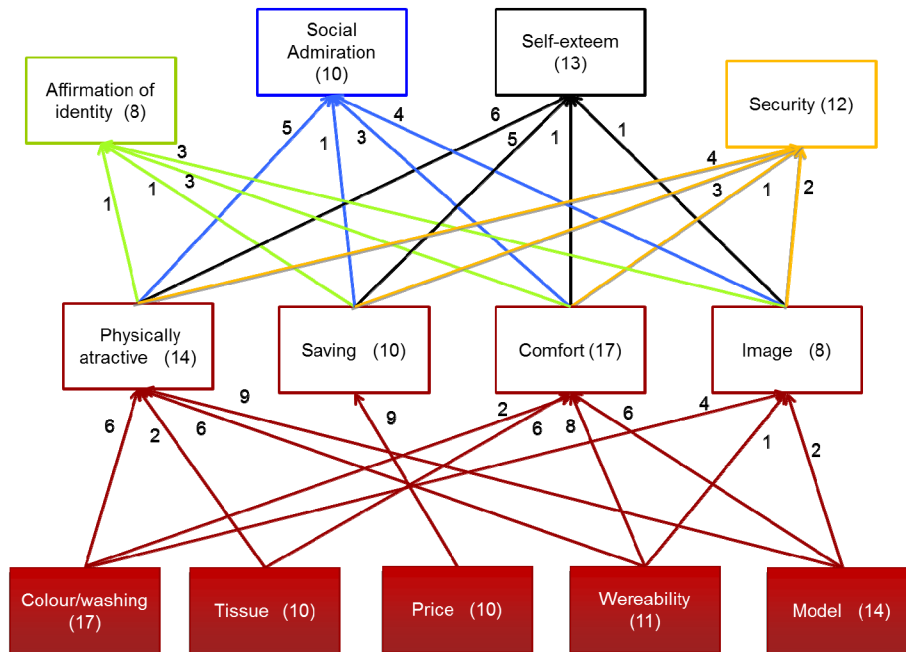 Social
Admiration
(10)
Self-exteem
(13)
Affirmation of
identity (8)
Security (12)
5
1
3
4
6
5
1
1
3
1
1
3
4
3
1
2
Physically
atractive (14)
Saving (10)
Comfort (17)
Image (8)
6
2
6
9
9
2
6
8
6
4
1
2
Colour/washing
(17)
Tissue (10)
Price (10)
Wereability
(11)
Model (14)